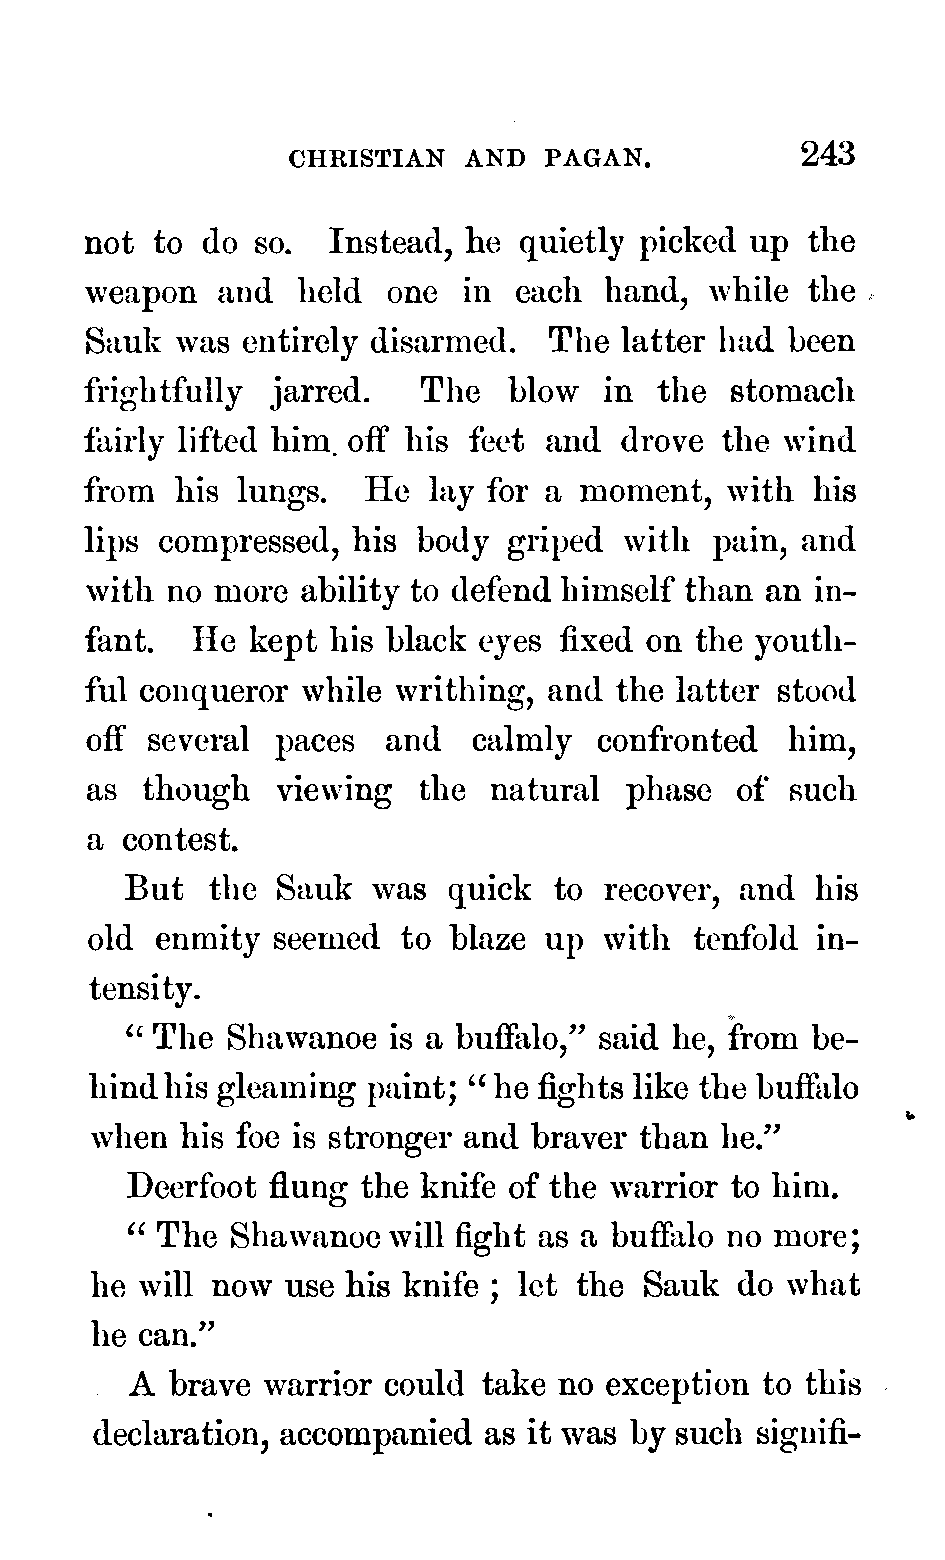 CHRISTIAN AND PAGAN. 243
not to do so. Instead, he quietly picked up the
weapon and held one in each hand, while the
Sauk was entirely disarmed. The latter had been
frightfully jarred. The blow in the stomach
fairly lifted him off his feet and drove the wind
from his lungs. He lay for a moment, with his
lips compressed, his body griped with pain, and
with no more ability to defend himself than an in-
fant. He kept his black eyes fixed on the youth-
ful conqueror while writhing, and the latter stood
off several paces and calmly confronted him,
as though viewing the natural phase of such
a contest.
But the Sauk was quick to recover, and his
old enmity seemed to blaze up with tenfold in-
tensity.
“The Shawanoe is a buffalo,” said he, from be-
hind his gleaming paint; “he fights like the buffalo
when his foe is stronger and braver than he.”
Deerfoot flung the knife of the warrior to him.
“The Shawanoe will fight as a buffalo no more;
he will now use his knife; let the Sauk do what
he can.”
A brave warrior could take no exception to this
declaration, accompanied as it was by such signifi-